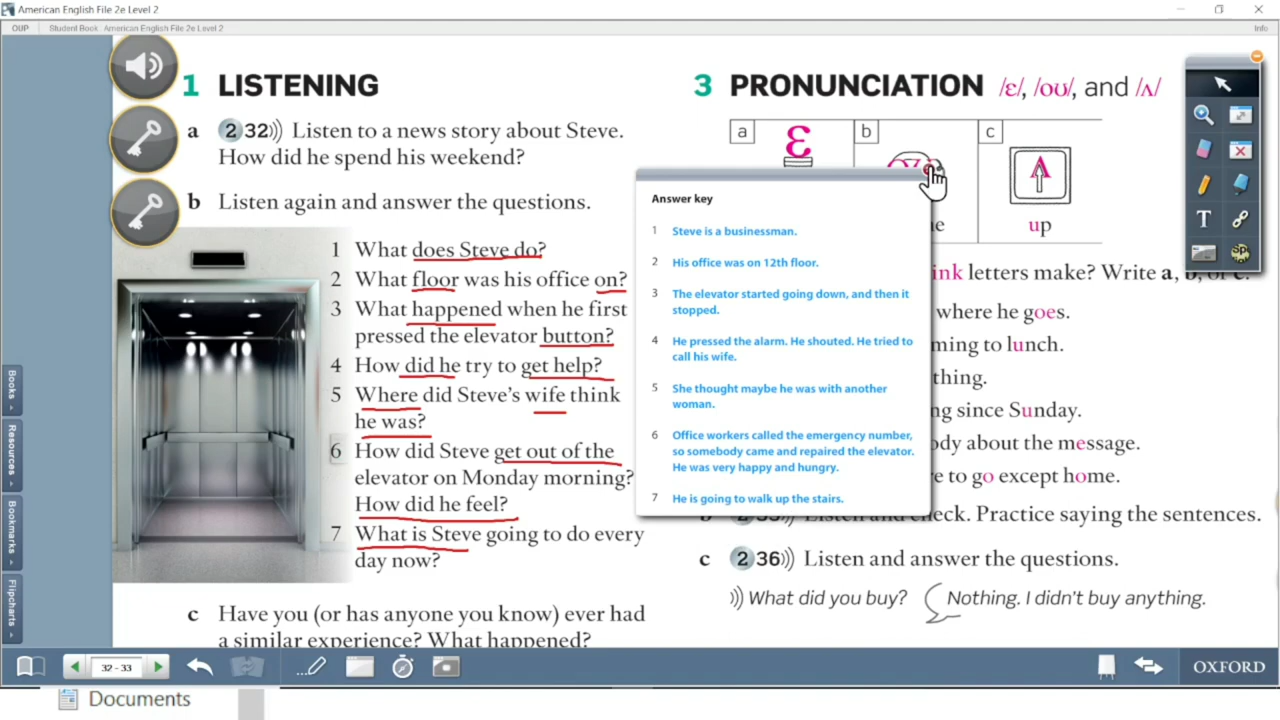 American English File 2e Level 2
OUP Student Book: American English File 2e Level 2 Info
1 LISTENING
a 2 32 Listen to a news story about Steve.
How did he spend his weekend?
b Listen again and answer the questions.
1 What does Steve do?
2 What floor was his office on?
3 What happened when he first
pressed the elevator button?
4 How did he try to get help?
5 Where did Steve's wife think
he was?
6 How did Steve get out of the
elevator on Monday morning?
How did he feel?
7 What is Steve going to do every
day now?
c Have you (or has anyone you know) ever had
a similar experience? What happened?
3 PRONUNCIATION /ɛ/, /oʊ/, and /ʌ/
a ɛ
b
c ʌ
up
Answer key
1 Steve is a businessman.
2 His office was on 12th floor.
3 The elevator started going down, and then it
stopped.
4 He pressed the alarm. He shouted. He tried to
call his wife.
5 She thought maybe he was with another
woman.
6 Office workers called the emergency number,
so somebody came and repaired the elevator.
He was very happy and hungry.
7 He is going to walk up the stairs.
letters make? Write a, b, or c.
where he goes.
to lunch.
since Sunday.
about the message.
to go except home.
Listen and check. Practice saying the sentences.
c 2 36 Listen and answer the questions.
What did you buy? Nothing. I didn't buy anything.
T
Books
Resources
Bookmarks
Flipcharts
32 - 33
OXFORD
Documents